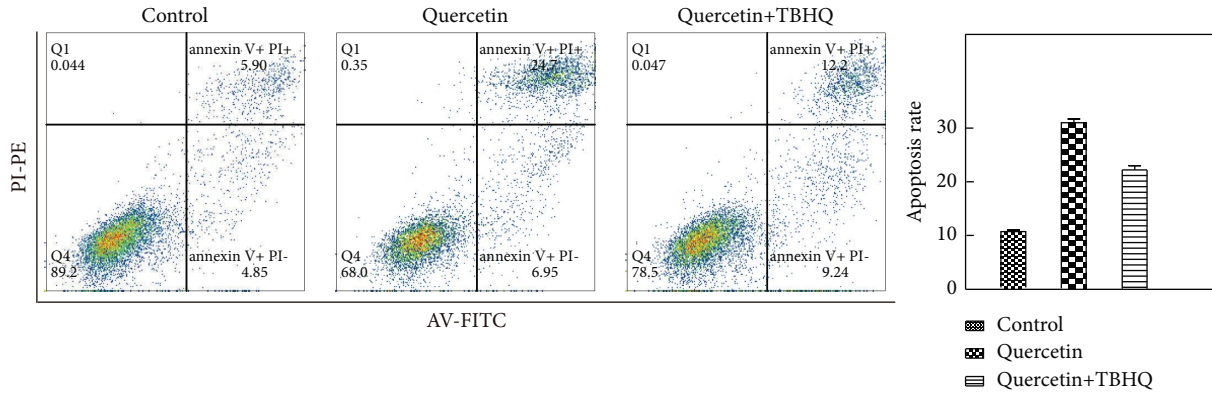 Control
Quercetin
Quercetin+TBHQ
PI-PE
Q1
0.044
annexin V+ PI+
5.90
Q4
89.2
annexin V+ PI-
4.85
Q1
0.35
annexin V+ PI+
24.7
Q4
68.0
annexin V+ PI-
6.95
Q1
0.047
annexin V+ PI+
12.2
Q4
78.5
annexin V+ PI-
9.24
AV-FITC
Apoptosis rate
30
20
10
0
Control
Quercetin
Quercetin+TBHQ